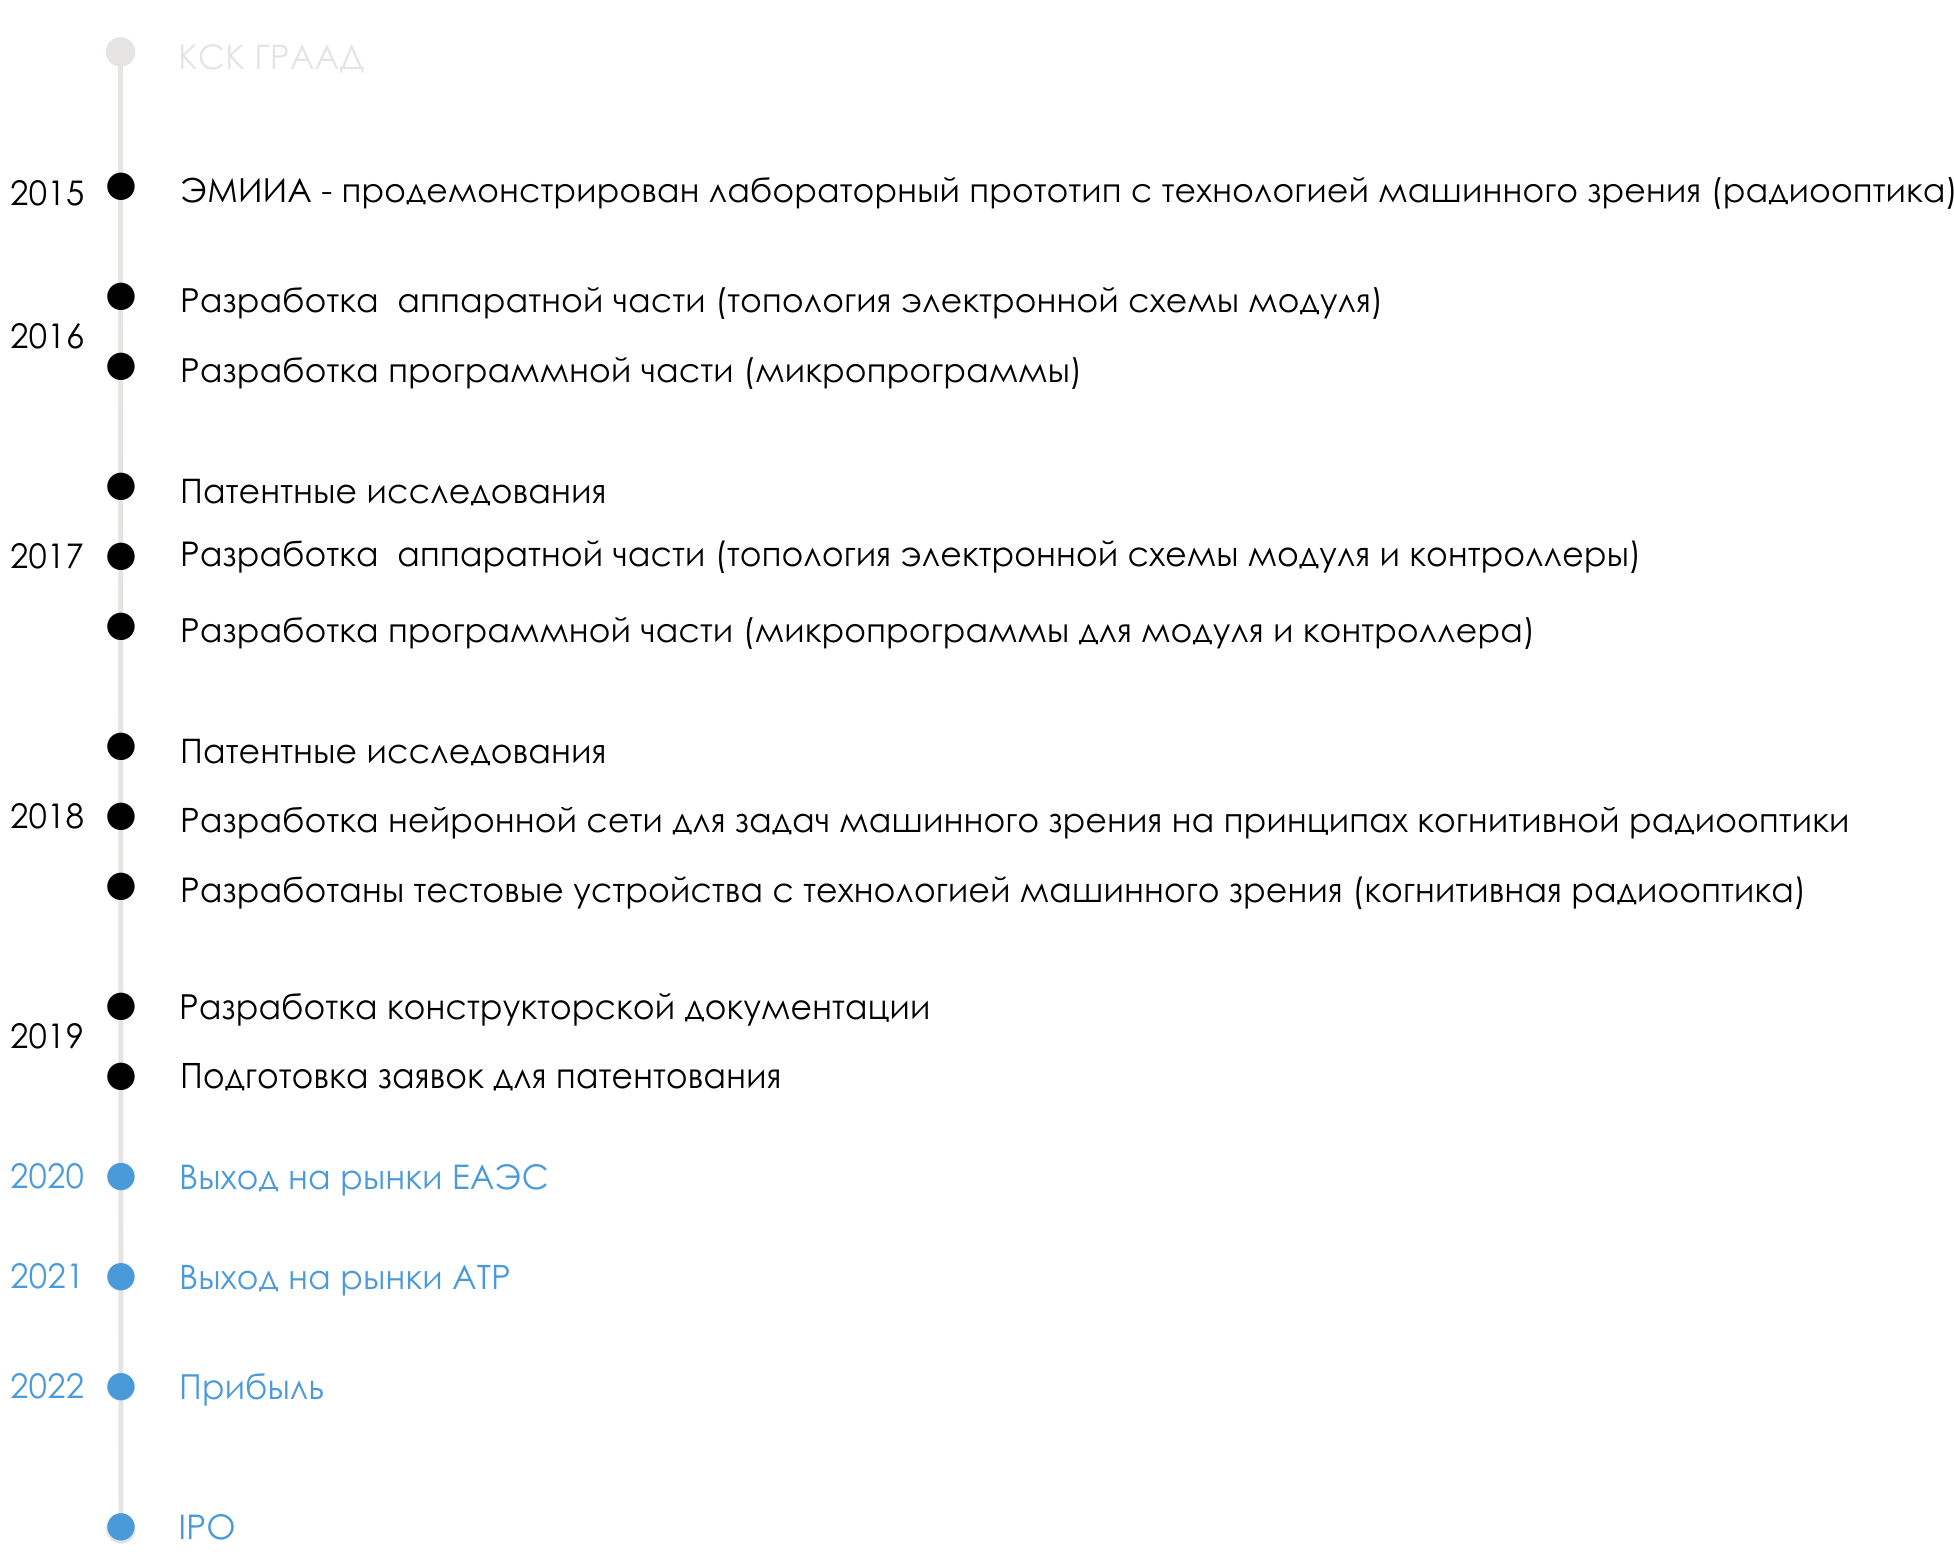 КСК ГРААД
2015 ЭМИИА - продемонстрирован лабораторный прототип с технологией машинного зрения (радиооптика)
Разработка аппаратной части (топология электронной схемы модуля)
2016
Разработка программной части (микропрограммы)
Патентные исследования
2017 Разработка аппаратной части (топология электронной схемы модуля и контроллеры)
Разработка программной части (микропрограммы для модуля и контроллера)
Патентные исследования
2018 Разработка нейронной сети для задач машинного зрения на принципах когнитивной радиооптики
Разработаны тестовые устройства с технологией машинного зрения (когнитивная радиооптика)
Разработка конструкторской документации
2019
Подготовка заявок для патентования
2020 Выход на рынки ЕАЭС
2021 Выход на рынки АТР
2022 Прибыль
IPO